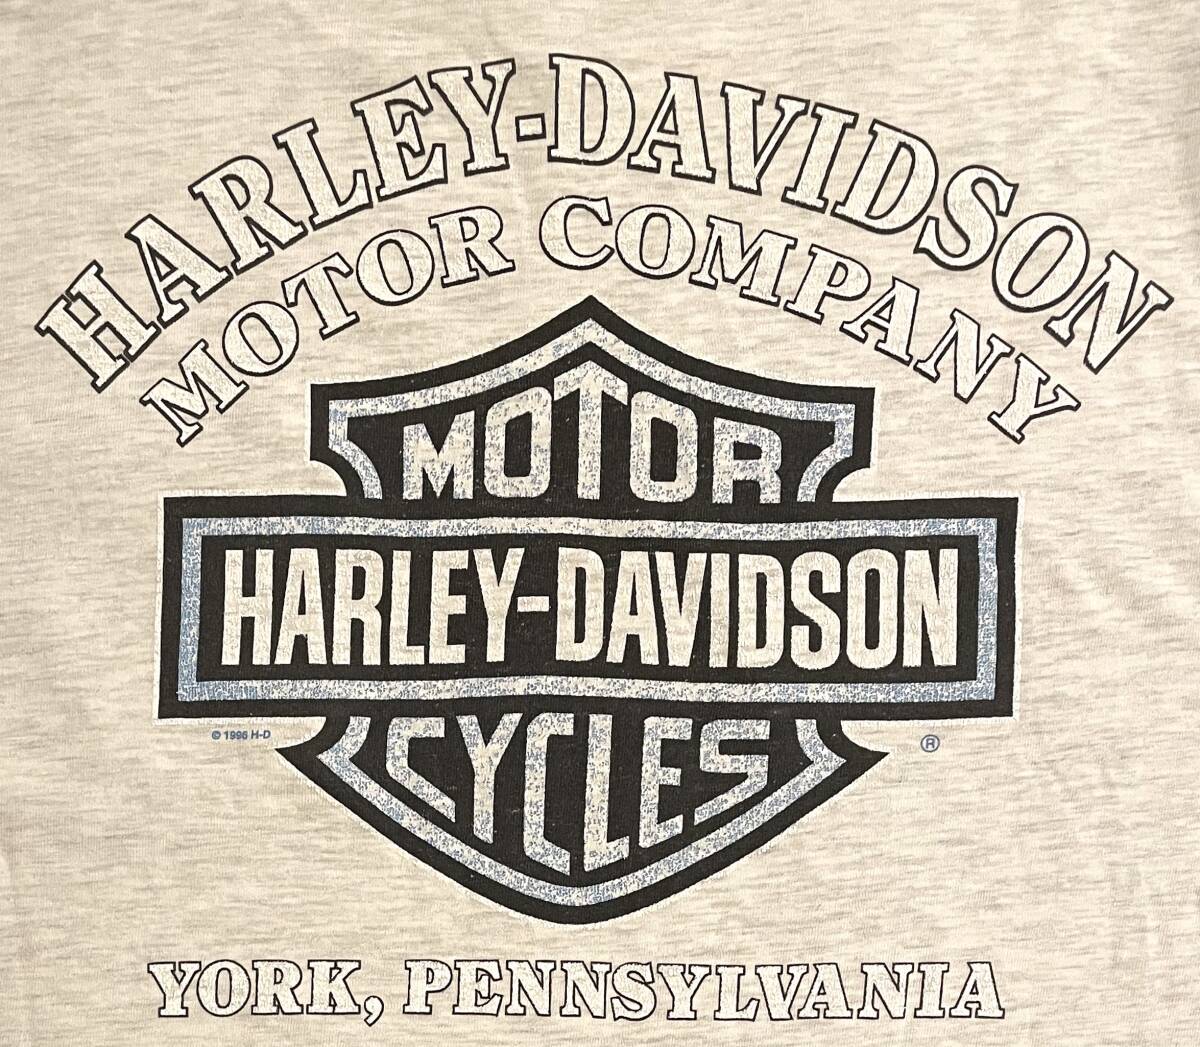 HARLEY-DAVIDSON
MOTOR COMPANY
MOTOR
HARLEY-DAVIDSON
CYCLES
© 1996 H-D
®
YORK, PENNSYLVANIA